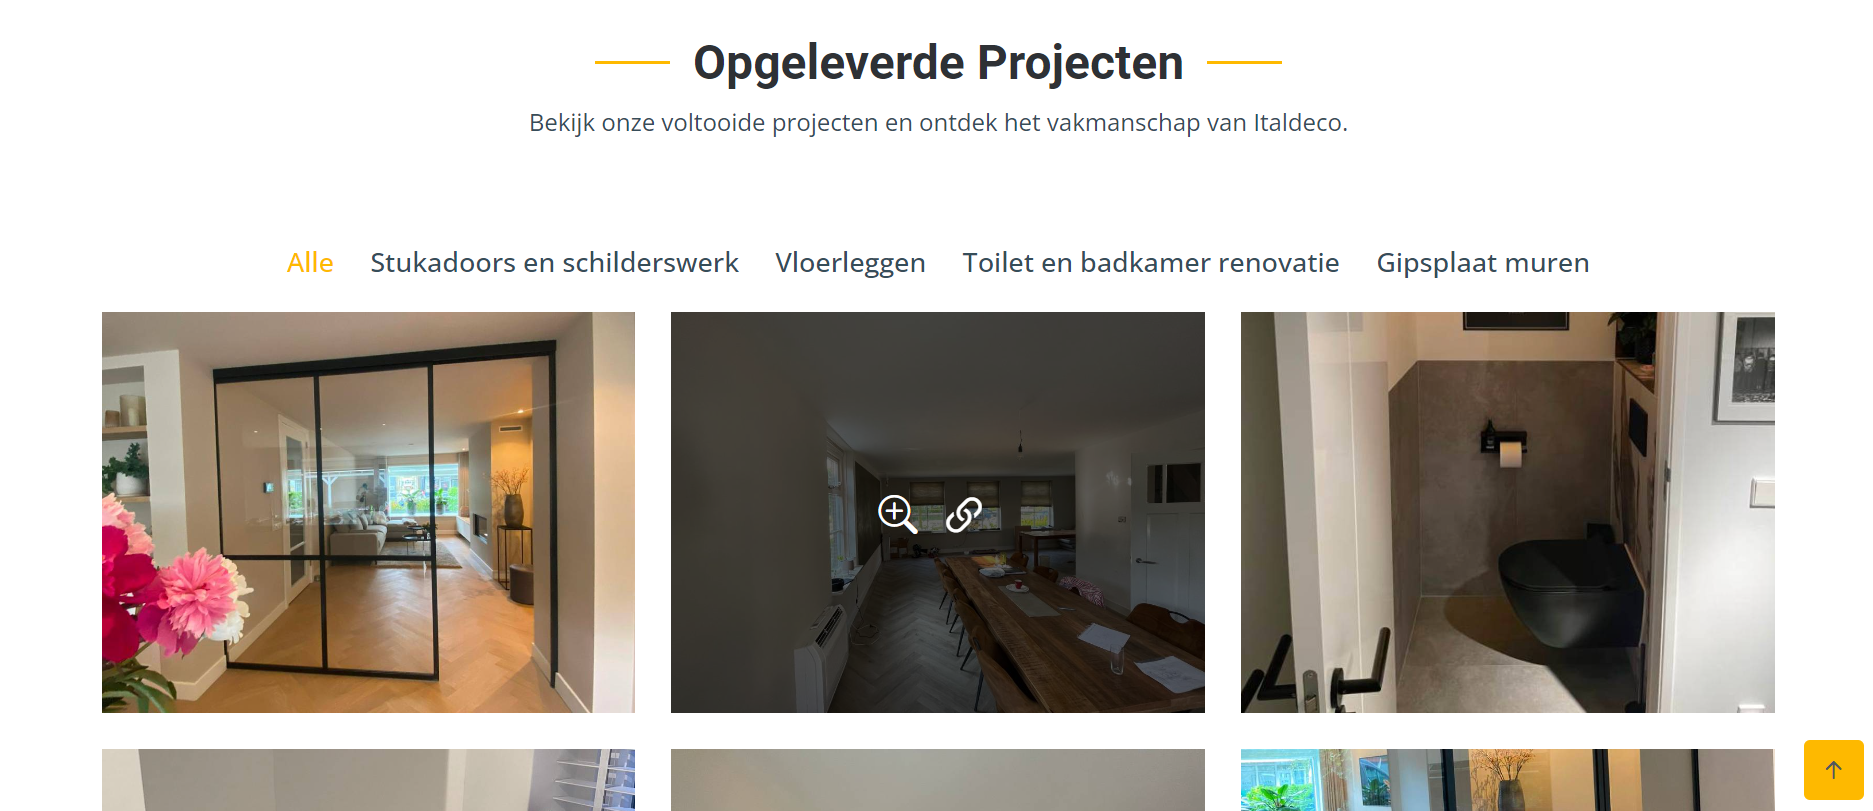 Opgeleverde Projecten
Bekijk onze voltooide projecten en ontdek het vakmanschap van Italdeco.
Alle Stukadoors en schilderswerk Vloerleggen Toilet en badkamer renovatie Gipsplaat muren